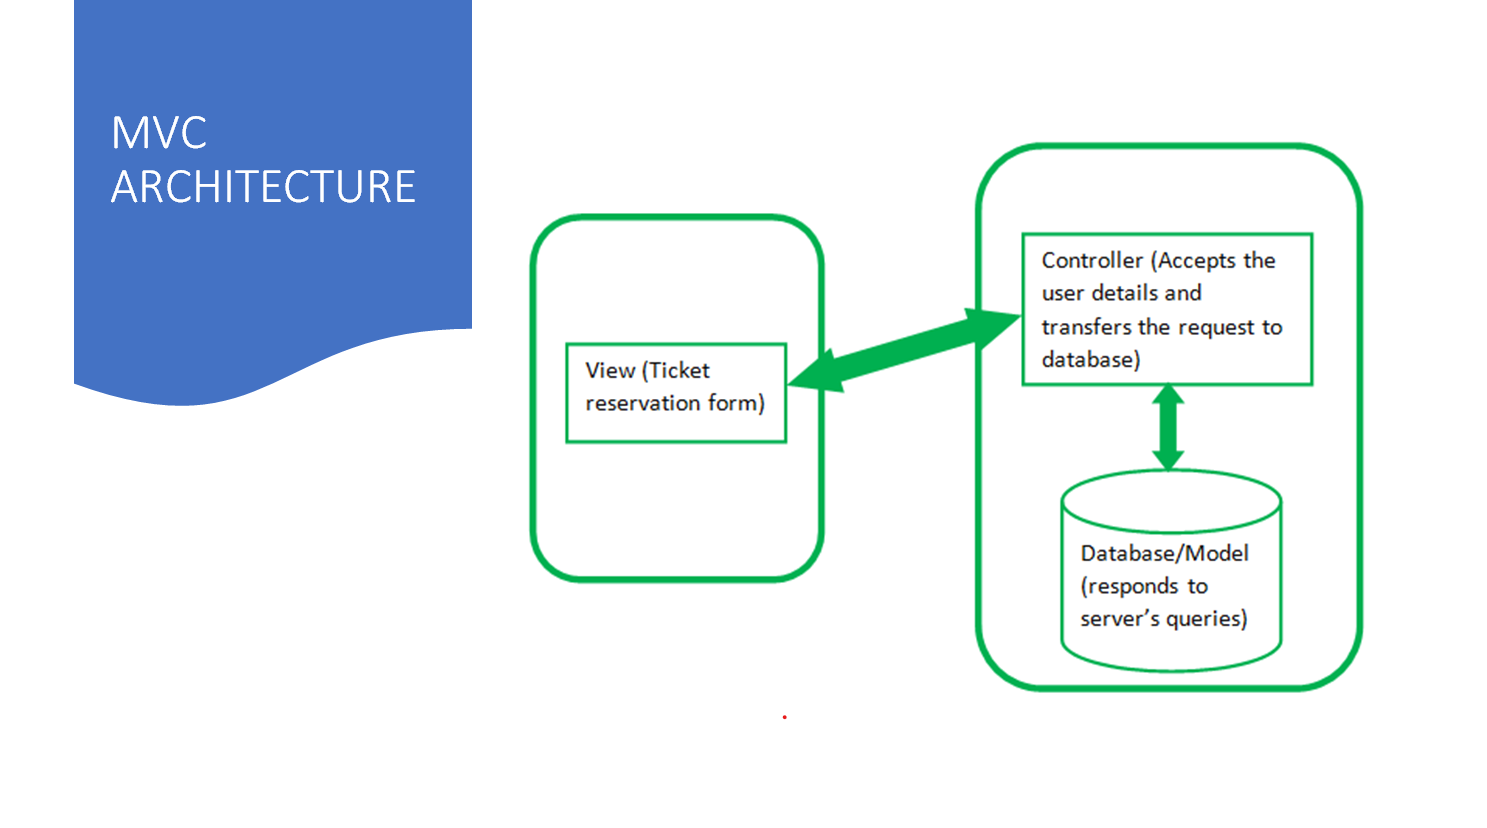 MVC
ARCHITECTURE
View (Ticket
reservation form)
Controller (Accepts the
user details and
transfers the request to
database)
Database/Model
(responds to
server’s queries)